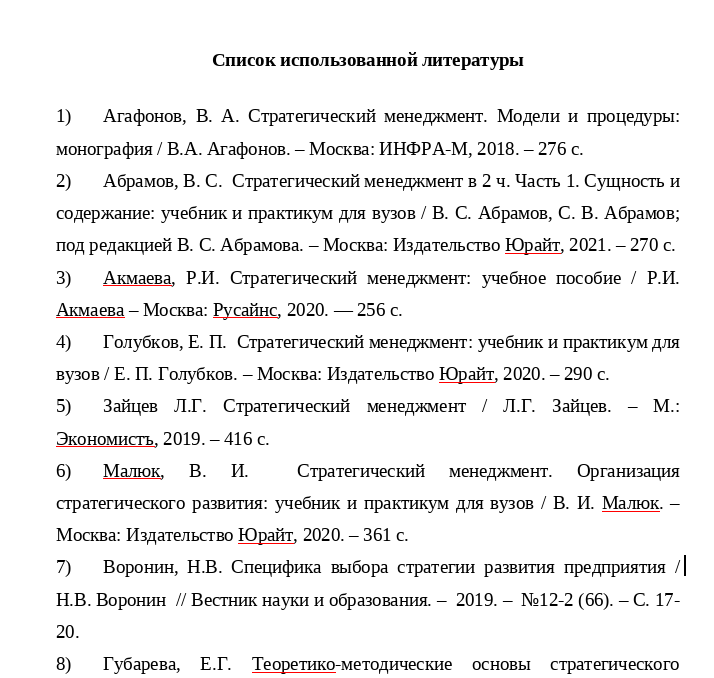 Список использованной литературы
1) Агафонов, В. А. Стратегический менеджмент. Модели и процедуры:
монография / В.А. Агафонов. – Москва: ИНФРА-М, 2018. – 276 с.
2) Абрамов, В. С.  Стратегический менеджмент в 2 ч. Часть 1. Сущность и
содержание: учебник и практикум для вузов / В. С. Абрамов, С. В. Абрамов;
под редакцией В. С. Абрамова. – Москва: Издательство Юрайт, 2021. – 270 с.
3) Акмаева, Р.И. Стратегический менеджмент: учебное пособие / Р.И.
Акмаева – Москва: Русайнс, 2020. — 256 с.
4) Голубков, Е. П.  Стратегический менеджмент: учебник и практикум для
вузов / Е. П. Голубков. – Москва: Издательство Юрайт, 2020. – 290 с.
5) Зайцев Л.Г. Стратегический менеджмент / Л.Г. Зайцев. – М.:
Экономистъ, 2019. – 416 с.
6) Малюк, В. И.  Стратегический менеджмент. Организация
стратегического развития: учебник и практикум для вузов / В. И. Малюк. –
Москва: Издательство Юрайт, 2020. – 361 с.
7) Воронин, Н.В. Специфика выбора стратегии развития предприятия /
Н.В. Воронин  // Вестник науки и образования. –  2019. –  №12-2 (66). – С. 17-
20.
8) Губарева, Е.Г. Теоретико-методические основы стратегического